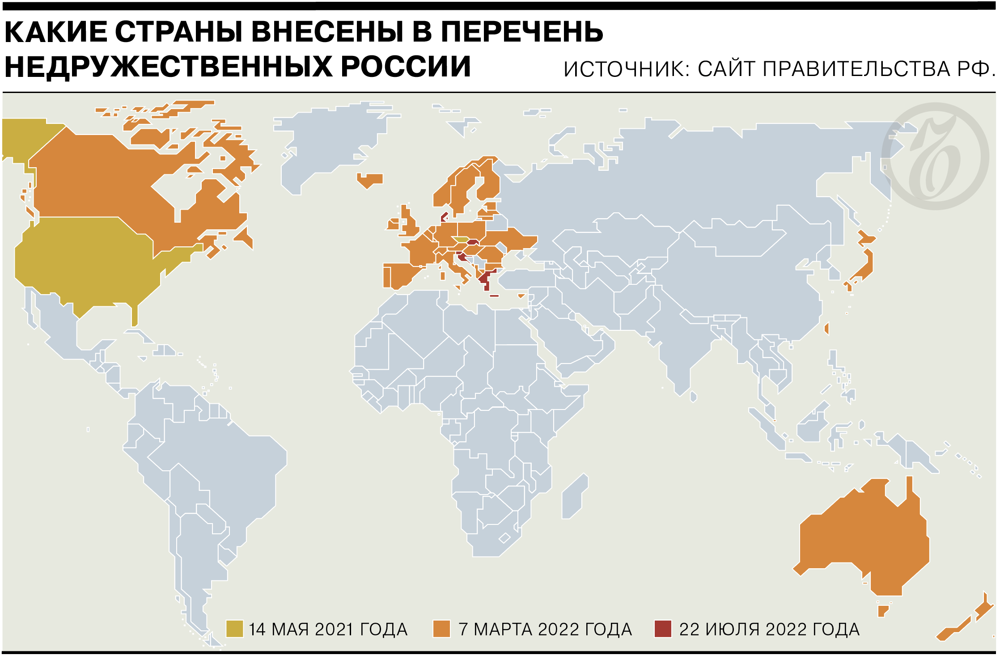 КАКИЕ СТРАНЫ ВНЕСЕНЫ В ПЕРЕЧЕНЬ
НЕДРУЖЕСТВЕННЫХ РОССИИ
ИСТОЧНИК: САЙТ ПРАВИТЕЛЬСТВА РФ.
Ъ
14 МАЯ 2021 ГОДА
7 МАРТА 2022 ГОДА
22 ИЮЛЯ 2022 ГОДА